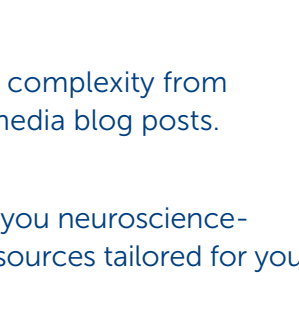 complexity from
media blog posts.
you neuroscience-
sources tailored for you